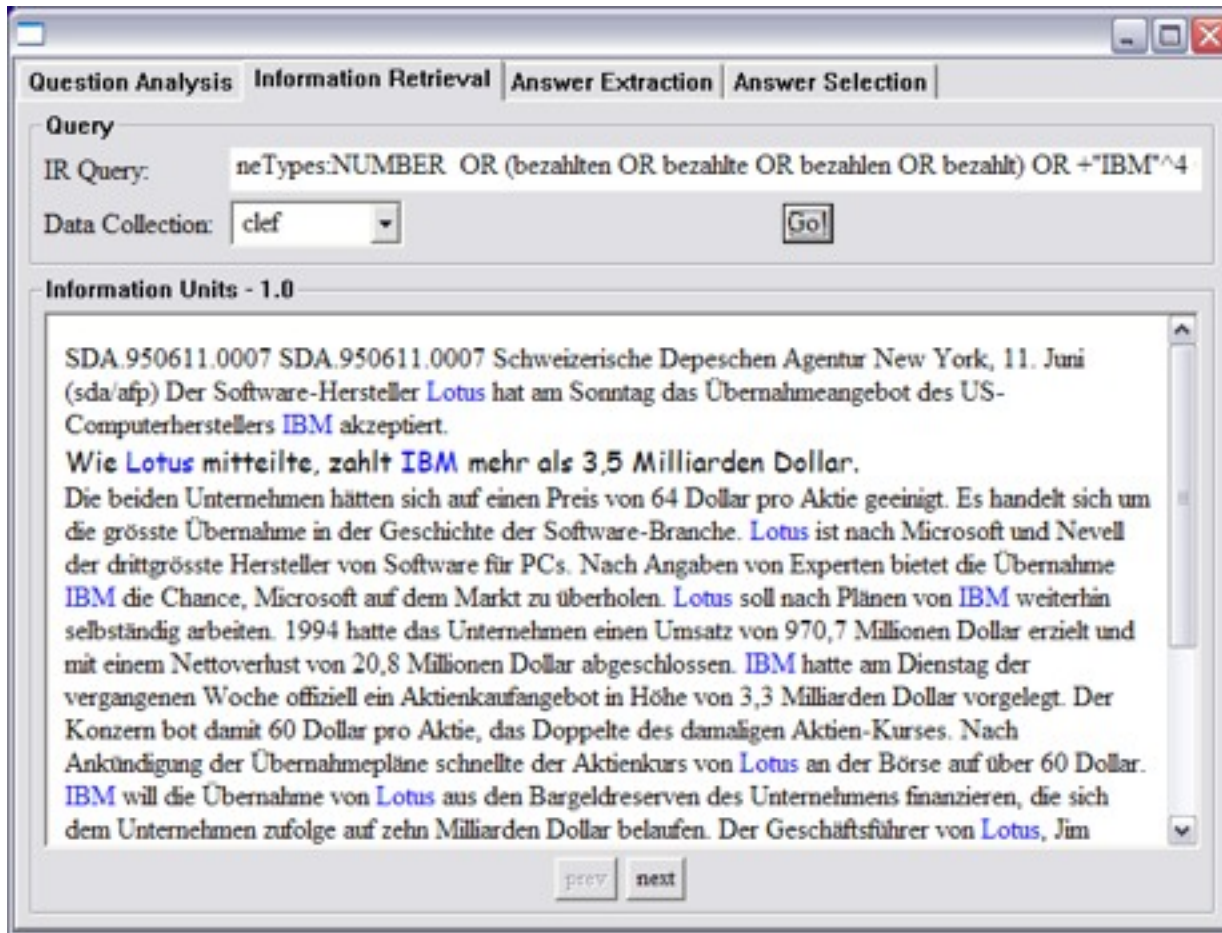 Question Analysis Information Retrieval Answer Extraction Answer Selection
Query
IR Query: neTypes:NUMBER OR (bezahlten OR bezahlte OR bezahlen OR bezahlt) OR +"IBM"^4
Data Collection: clef Go!
Information Units - 1.0
SDA.950611.0007 SDA.950611.0007 Schweizerische Depeschen Agentur New York, 11. Juni
(sda/afp) Der Software-Hersteller Lotus hat am Sonntag das Übernahmeangebot des US-
Computerherstellers IBM akzeptiert.
Wie Lotus mitteilte, zahlt IBM mehr als 3,5 Milliarden Dollar.
Die beiden Unternehmen hätten sich auf einen Preis von 64 Dollar pro Aktie geeinigt. Es handelt sich um
die grösste Übernahme in der Geschichte der Software-Branche. Lotus ist nach Microsoft und Nevell
der drittgrösste Hersteller von Software für PCs. Nach Angaben von Experten bietet die Übernahme
IBM die Chance, Microsoft auf dem Markt zu überholen. Lotus soll nach Plänen von IBM weiterhin
selbständig arbeiten. 1994 hatte das Unternehmen einen Umsatz von 970,7 Millionen Dollar erzielt und
mit einem Nettoverlust von 20,8 Millionen Dollar abgeschlossen. IBM hatte am Dienstag der
vergangenen Woche offiziell ein Aktienkaufangebot in Höhe von 3,3 Milliarden Dollar vorgelegt. Der
Konzern bot damit 60 Dollar pro Aktie, das Doppelte des damaligen Aktien-Kurses. Nach
Ankündigung der Übernahmepläne schnellte der Aktienkurs von Lotus an der Börse auf über 60 Dollar.
IBM will die Übernahme von Lotus aus den Bargeldreserven des Unternehmens finanzieren, die sich
dem Unternehmen zufolge auf zehn Milliarden Dollar belaufen. Der Geschäftsführer von Lotus, Jim
prev next